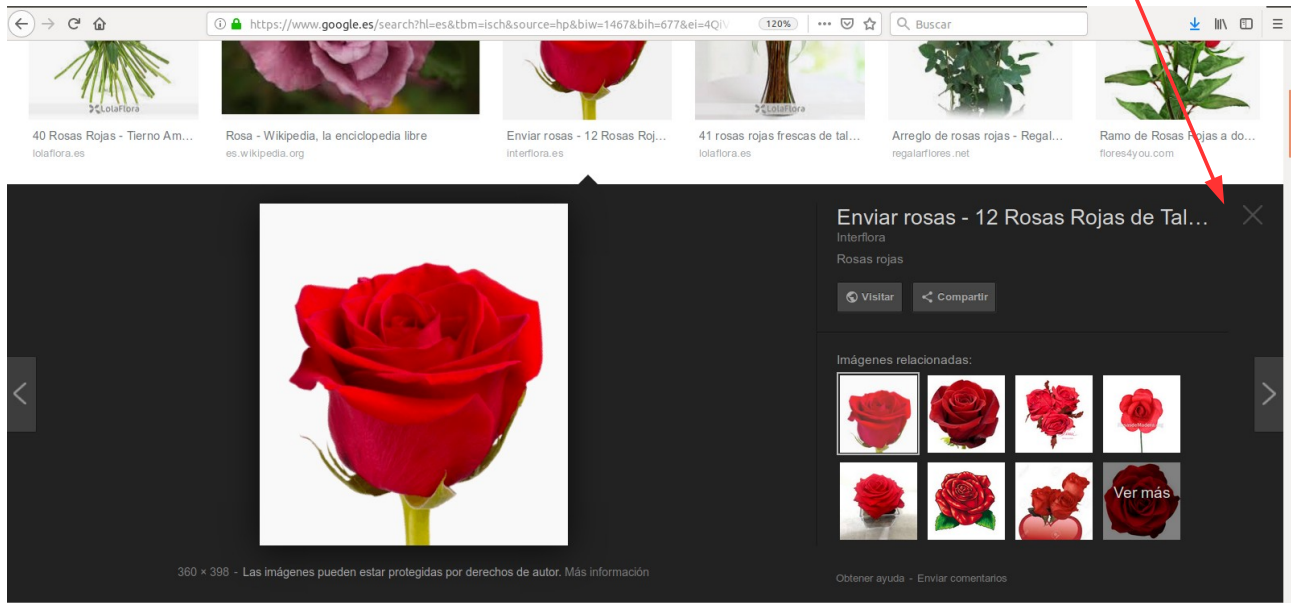 https://www.google.es/search?hl=es&tbm=isch&source=hp&biw=1467&bih=677&ei=4Qi
120%
Buscar
LolaFlora
LolaFlora
40 Rosas Rojas - Tierno Am…
Rosa - Wikipedia, la enciclopedia libre
Enviar rosas - 12 Rosas Roj…
41 rosas rojas frescas de tal…
Arreglo de rosas rojas - Regal…
Ramo de Rosas Rojas a do…
lolaflora.es
es.wikipedia.org
interflora.es
lolaflora.es
regalarflores.net
flores4you.com
Enviar rosas - 12 Rosas Rojas de Tal…
Interflora
Rosas rojas
Visitar
Compartir
Imágenes relacionadas:
Ver más
360 × 398 - Las imágenes pueden estar protegidas por derechos de autor. Más información
Obtener ayuda - Enviar comentarios